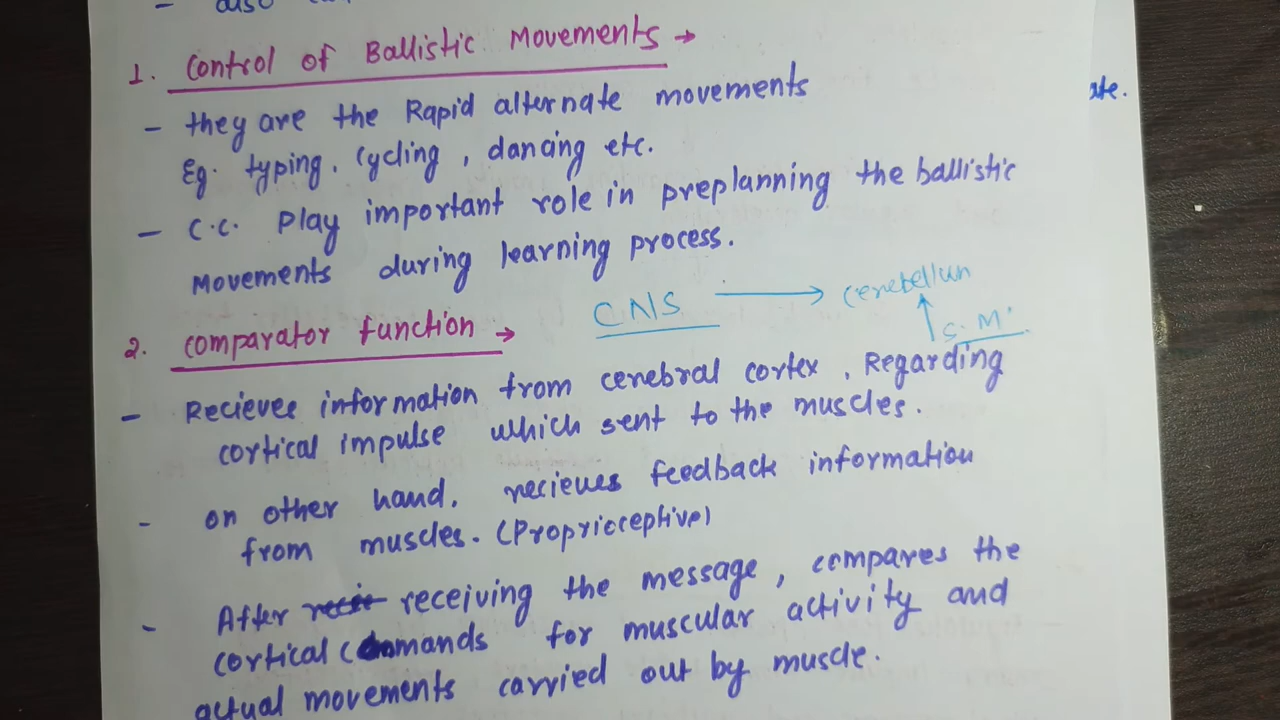 - also
1. Control of Ballistic Movements →
- they are the Rapid alternate movements
Eg. typing, cycling, dancing etc.
ate.
- C.C. Play important role in preplanning the ballistic
Movements during learning process.
CNS → cerebellum
↑ S.M.
2. comparator function →
- Recieves information from cerebral cortex, Regarding
cortical impulse which sent to the muscles.
- on other hand, recieves feedback information
from muscles. (Proprioceptive)
- After receiving the message, compares the
cortical commands for muscular activity and
actual movements carried out by muscle.